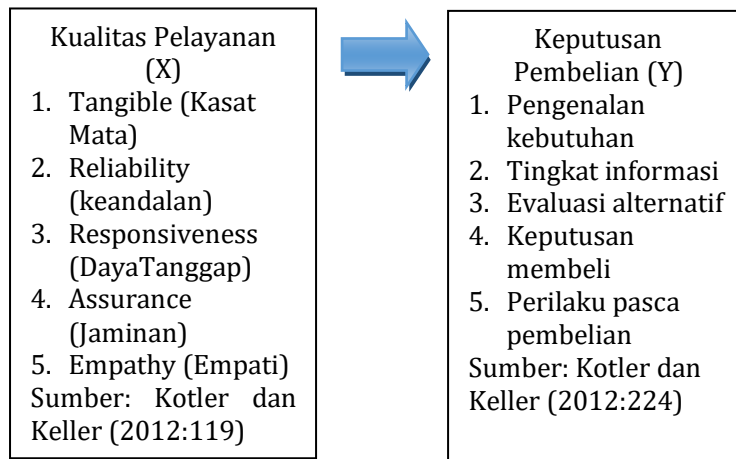 Kualitas Pelayanan
(X)
1. Tangible (Kasat
Mata)
2. Reliability
(keandalan)
3. Responsiveness
(DayaTanggap)
4. Assurance
(Jaminan)
5. Empathy (Empati)
Sumber: Kotler dan
Keller (2012:119)
Keputusan
Pembelian (Y)
1. Pengenalan
kebutuhan
2. Tingkat informasi
3. Evaluasi alternatif
4. Keputusan
membeli
5. Perilaku pasca
pembelian
Sumber: Kotler dan
Keller (2012:224)